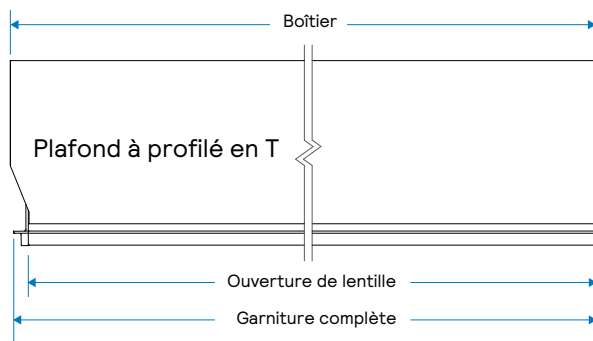 Boîtier
Plafond à profilé en T
Ouverture de lentille
Garniture complète